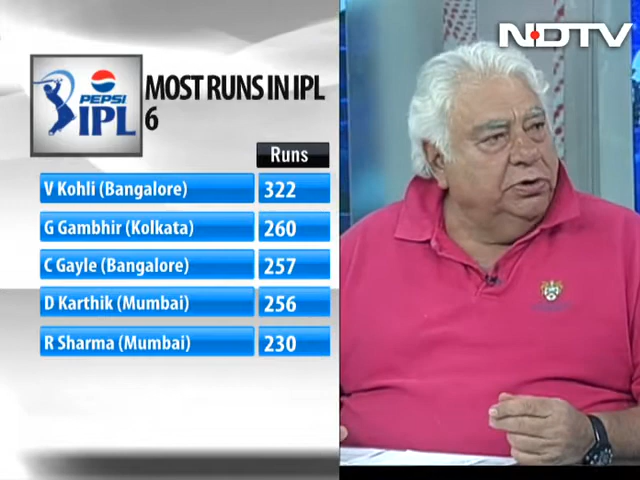 NDTV
PEPSI
IPL
MOST RUNS IN IPL
6
Runs
V Kohli (Bangalore) 322
G Gambhir (Kolkata) 260
C Gayle (Bangalore) 257
D Karthik (Mumbai) 256
R Sharma (Mumbai) 230